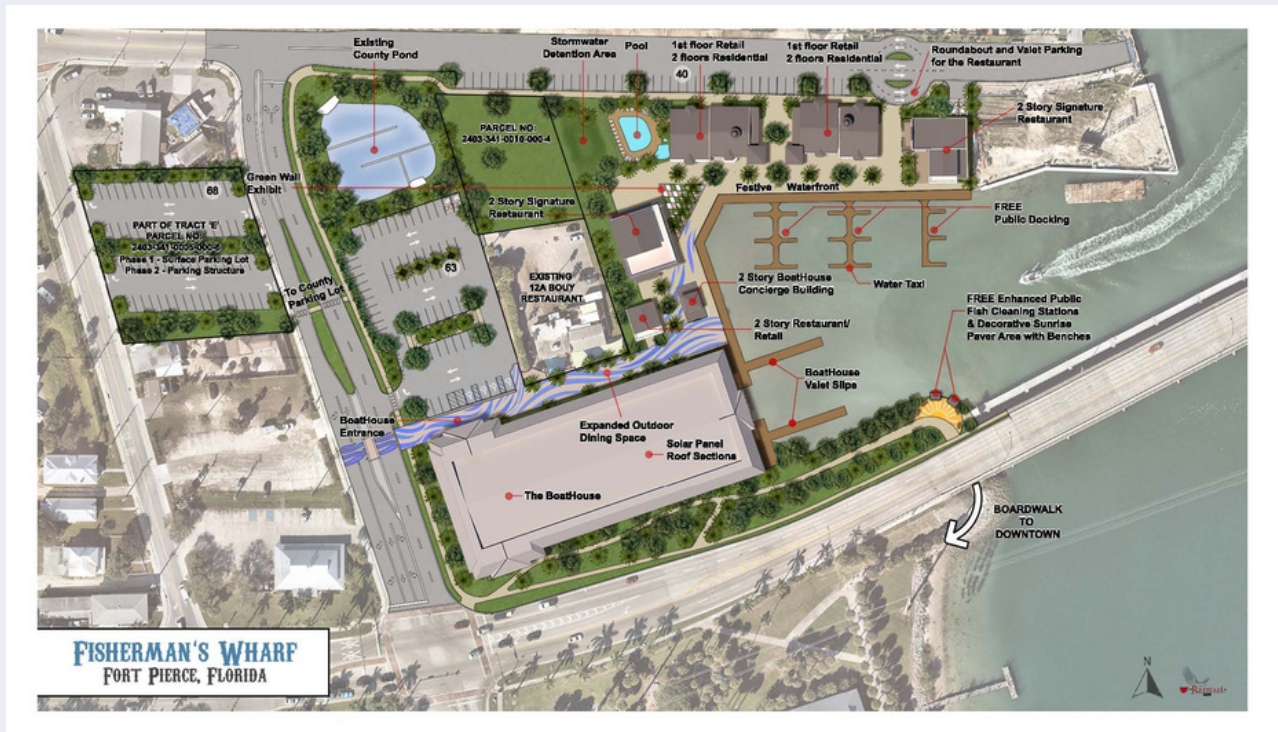 Existing
County Pond
Stormwater
Detention Area
Pool
1st floor Retail
2 floors Residential
1st floor Retail
2 floors Residential
Roundabout and Valet Parking
for the Restaurant
40
2 Story Signature
Restaurant
PARCEL NO:
2403-341-0010-000-4
Green Wall
Exhibit
68
2 Story Signature
Restaurant
Festive Waterfront
FREE
Public Docking
PART OF TRACT 'E'
PARCEL NO:
2403-341-0035-000-6
Phase 1 - Surface Parking Lot
Phase 2 - Parking Structure
63
EXISTING
12A BOUY
RESTAURANT
To County
Parking Lot
2 Story BoatHouse
Concierge Building
Water Taxi
FREE Enhanced Public
Fish Cleaning Stations
& Decorative Sunrise
Paver Area with Benches
2 Story Restaurant/
Retail
BoatHouse
Valet Slips
BoatHouse
Entrance
Expanded Outdoor
Dining Space
Solar Panel
Roof Sections
The BoatHouse
BOARDWALK
TO
DOWNTOWN
FISHERMAN'S WHARF
FORT PIERCE, FLORIDA
N